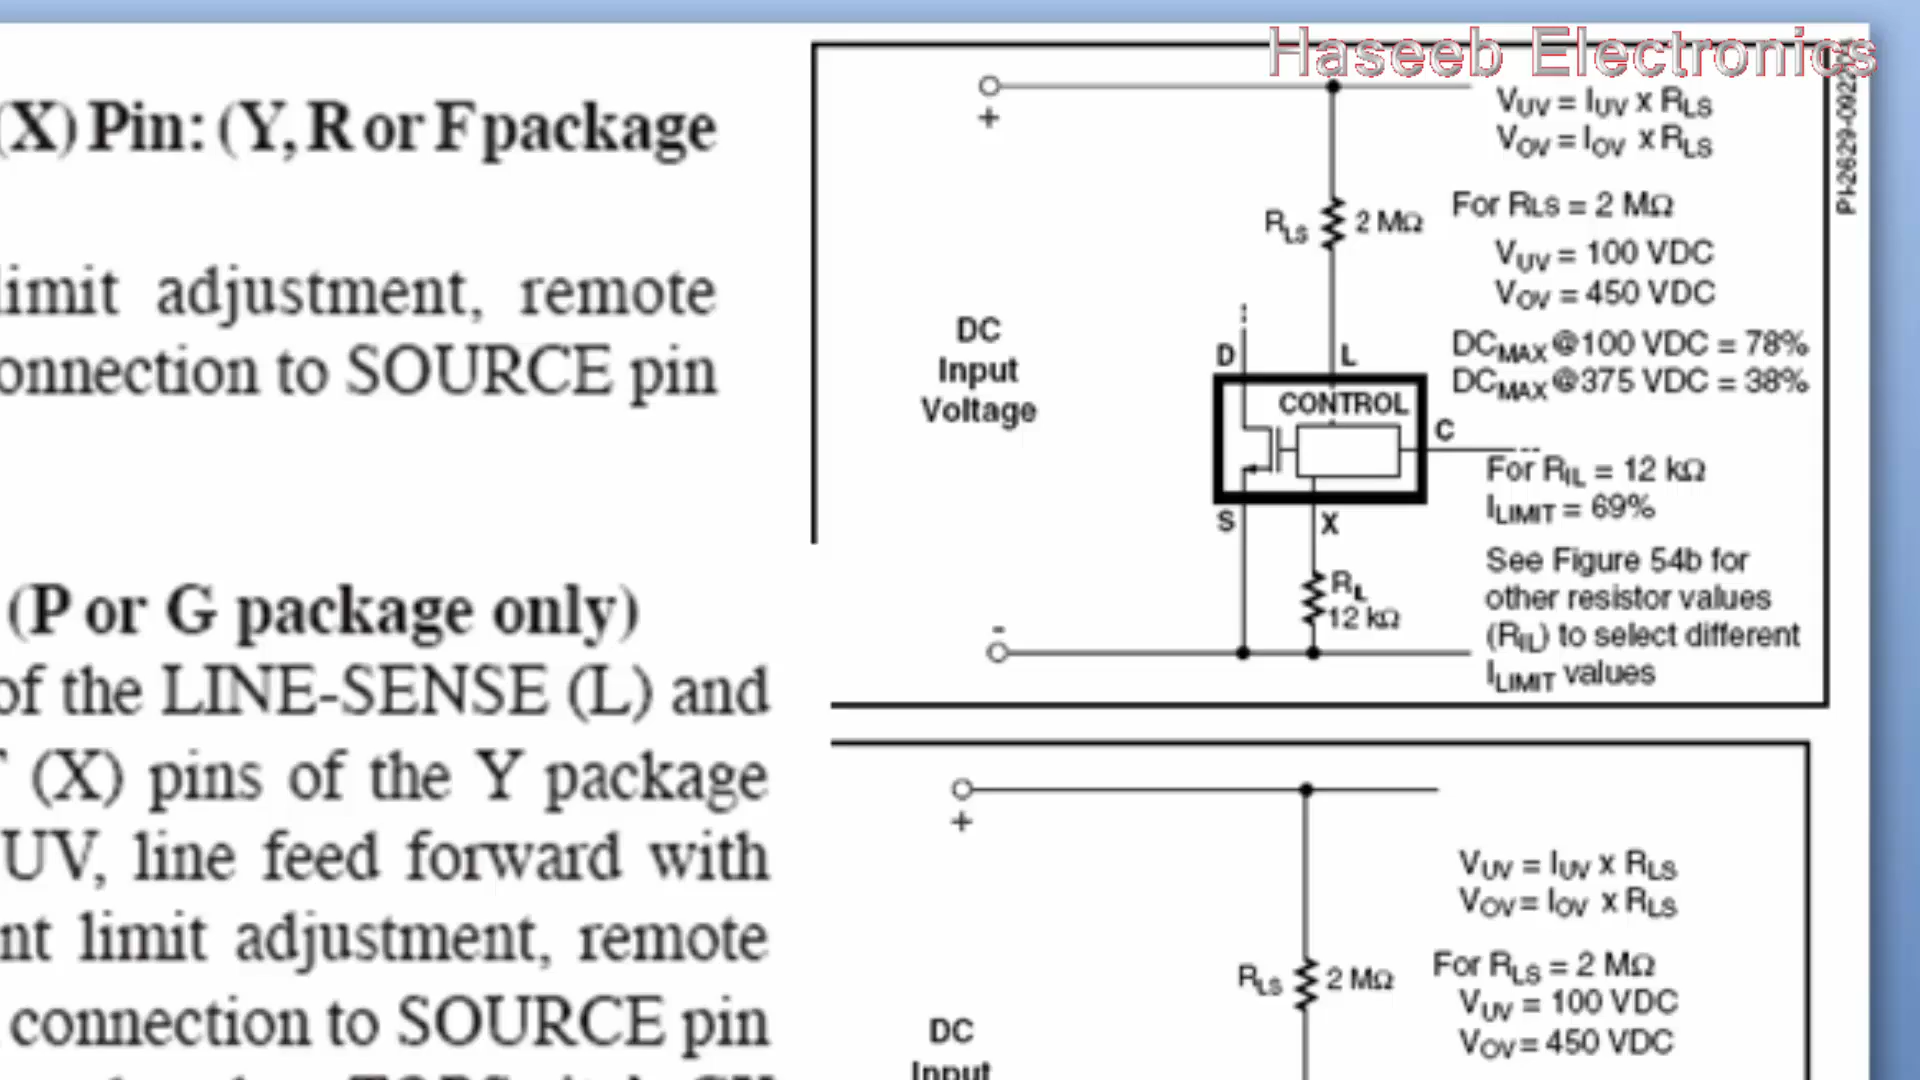 Haseeb Electronics
(X) Pin: (Y, R or F package
limit adjustment, remote
connection to SOURCE pin
(P or G package only)
of the LINE-SENSE (L) and
(X) pins of the Y package
UV, line feed forward with
limit adjustment, remote
connection to SOURCE pin
+
VUV = IUV x RLS
VOV = IOV x RLS
For RLS = 2 MΩ
VUV = 100 VDC
VOV = 450 VDC
DCMAX @100 VDC = 78%
DCMAX @375 VDC = 38%
RLS 2 MΩ
DC
Input
Voltage
D L
CONTROL
C
S X
For RIL = 12 kΩ
ILIMIT = 69%
See Figure 54b for
other resistor values
(RIL) to select different
ILIMIT values
RIL
12 kΩ
-
+
VUV = IUV x RLS
VOV = IOV x RLS
For RLS = 2 MΩ
VUV = 100 VDC
VOV = 450 VDC
RLS 2 MΩ
DC
Input